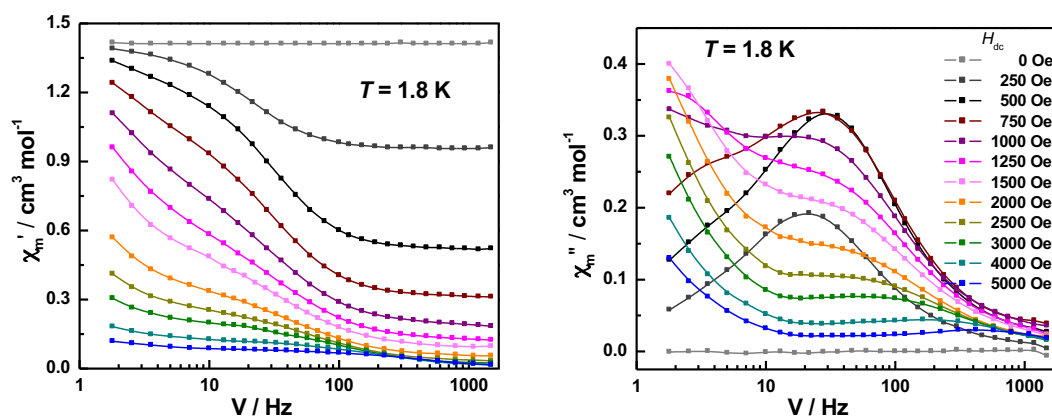 1.5
1.2
0.9
0.6
0.3
0.0
χm' / cm³ mol⁻¹
T = 1.8 K
1 10 100 1000
V / Hz
0.4
0.3
0.2
0.1
0.0
χm'' / cm³ mol⁻¹
T = 1.8 K
Hdc
0 Oe
250 Oe
500 Oe
750 Oe
1000 Oe
1250 Oe
1500 Oe
2000 Oe
2500 Oe
3000 Oe
4000 Oe
5000 Oe
1 10 100 1000
V / Hz